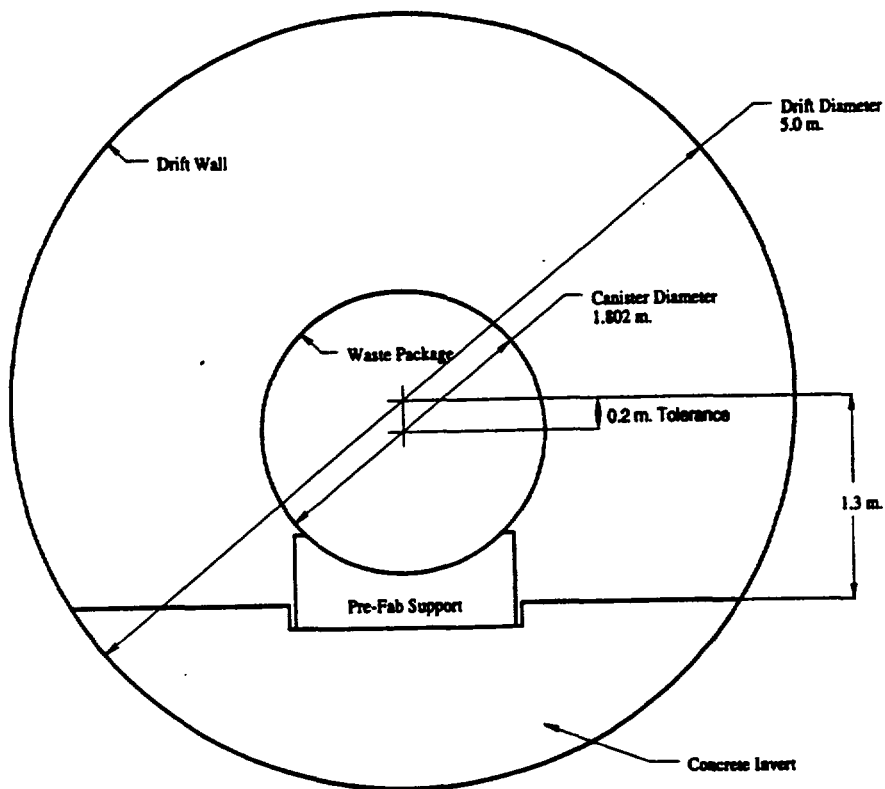 Drift Diameter
5.0 m.
Drift Wall
Canister Diameter
1.802 m.
Waste Package
0.2 m. Tolerance
1.3 m.
Pre-Fab Support
Concrete Invert